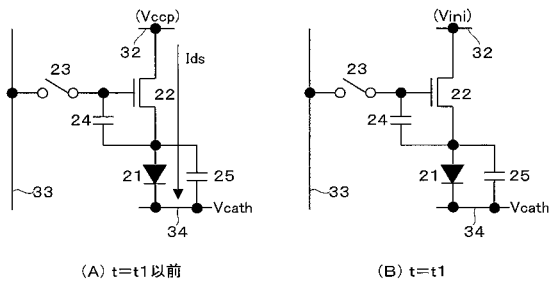 (Vccp)
32
Ids
23
22
24
21
25
33
Vcath
34
(A) t=t1以前
(Vini)
32
23
22
24
21
25
33
Vcath
34
(B) t=t1